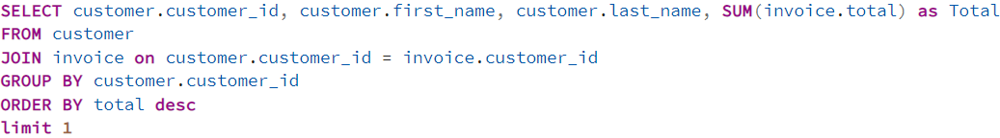 SELECT customer.customer_id, customer.first_name, customer.last_name, SUM(invoice.total) as Total
FROM customer
JOIN invoice on customer.customer_id = invoice.customer_id
GROUP BY customer.customer_id
ORDER BY total desc
limit 1